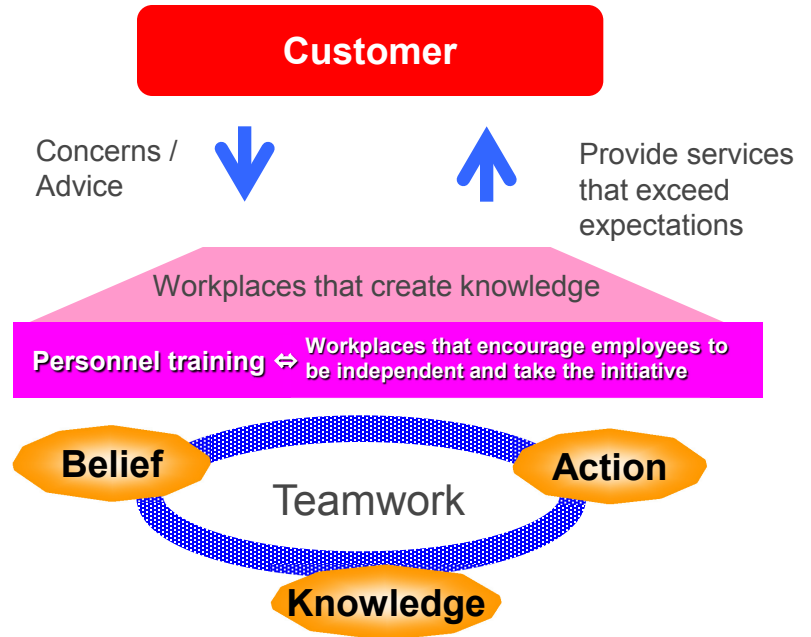 Customer
Concerns /
Advice
Provide services
that exceed
expectations
Workplaces that create knowledge
Personnel training ⇔ Workplaces that encourage employees to
be independent and take the initiative
Belief
Action
Teamwork
Knowledge